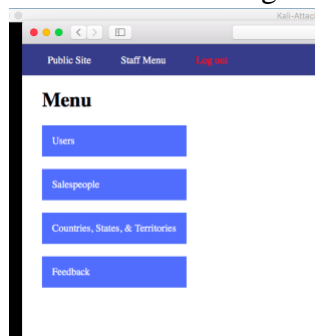 Kali-Attac
Public Site Staff Menu Log out
Menu
Users
Salespeople
Countries, States, & Territories
Feedback